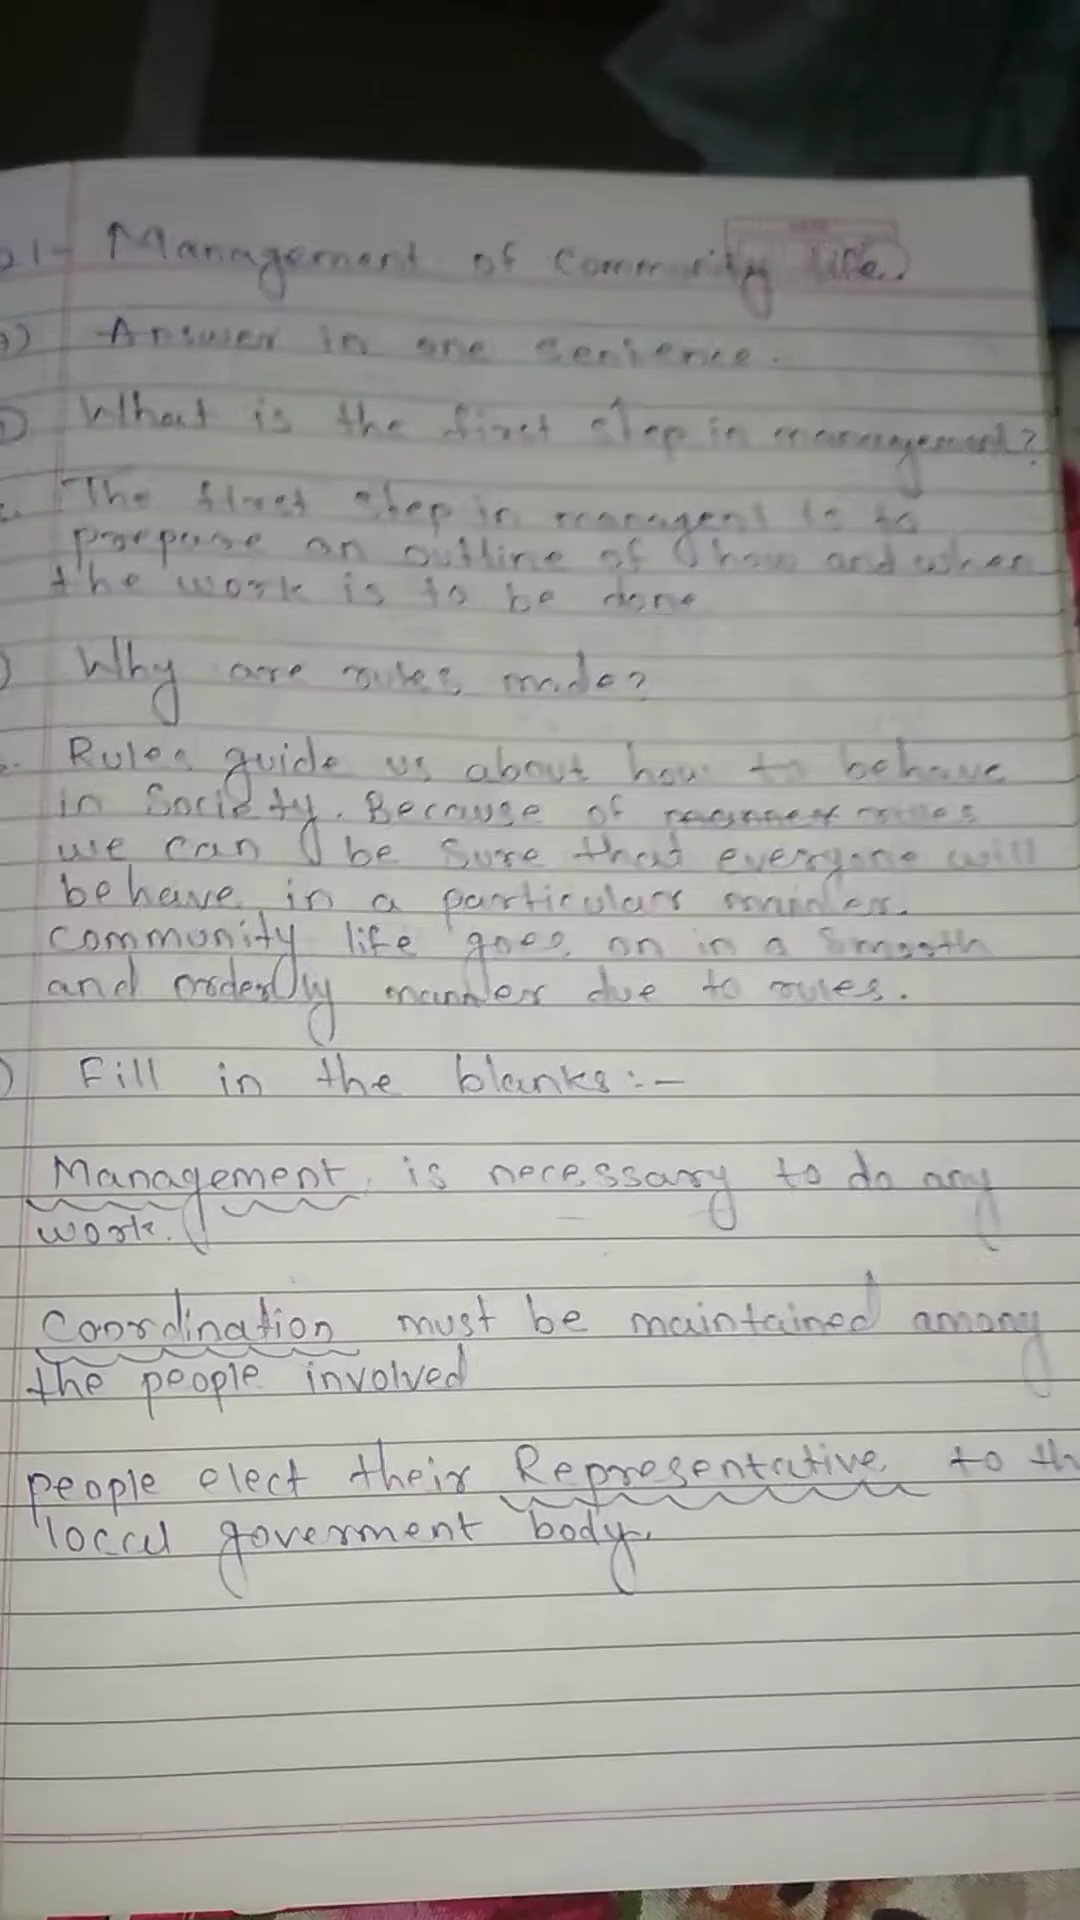 21- Management of Community life.
Answer in one sentence.
What is the first step in management?
The first step in managent is to
prepare an outline of how and when
the work is to be done
Why are rules made?
Rules guide us about how to behave
in Society. Because of rules
we can be sure that everyone will
behave in a particular manner.
community life goes on in a smooth
and orderly manner due to rules.
Fill in the blanks :-
Management is necessary to do any
work.
Coordination must be maintained among
the people involved
people elect their Representative to th
local goverment body.